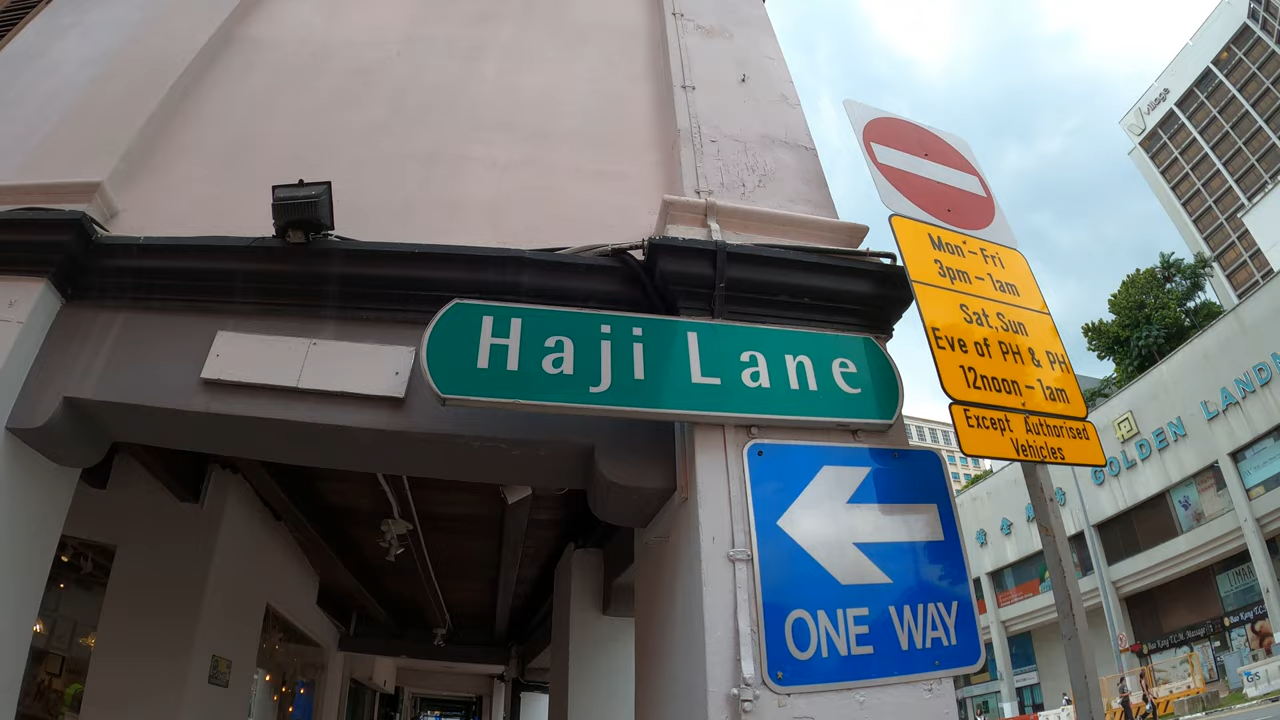 Haji Lane
ONE WAY
Mon-Fri
3pm-1am
Sat,Sun
Eve of PH & PH
12noon-1am
Except Authorised
Vehicles
Village
GOLDEN LANDM